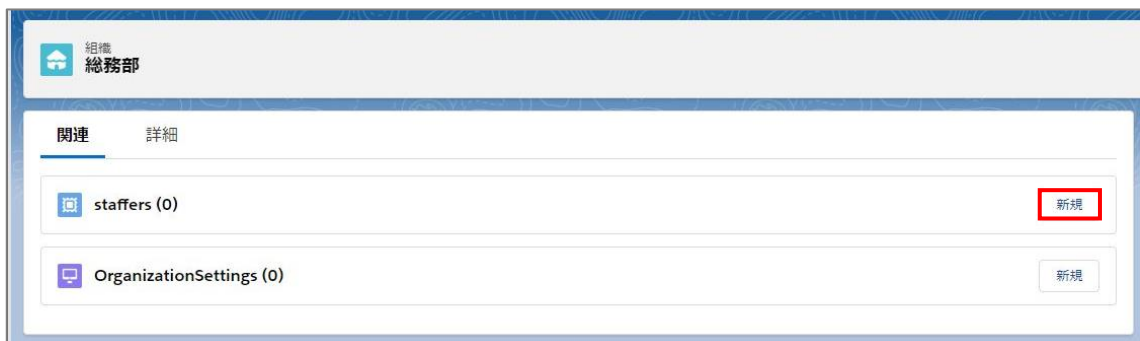 組織
総務部
関連 詳細
staffers (0) 新規
OrganizationSettings (0) 新規